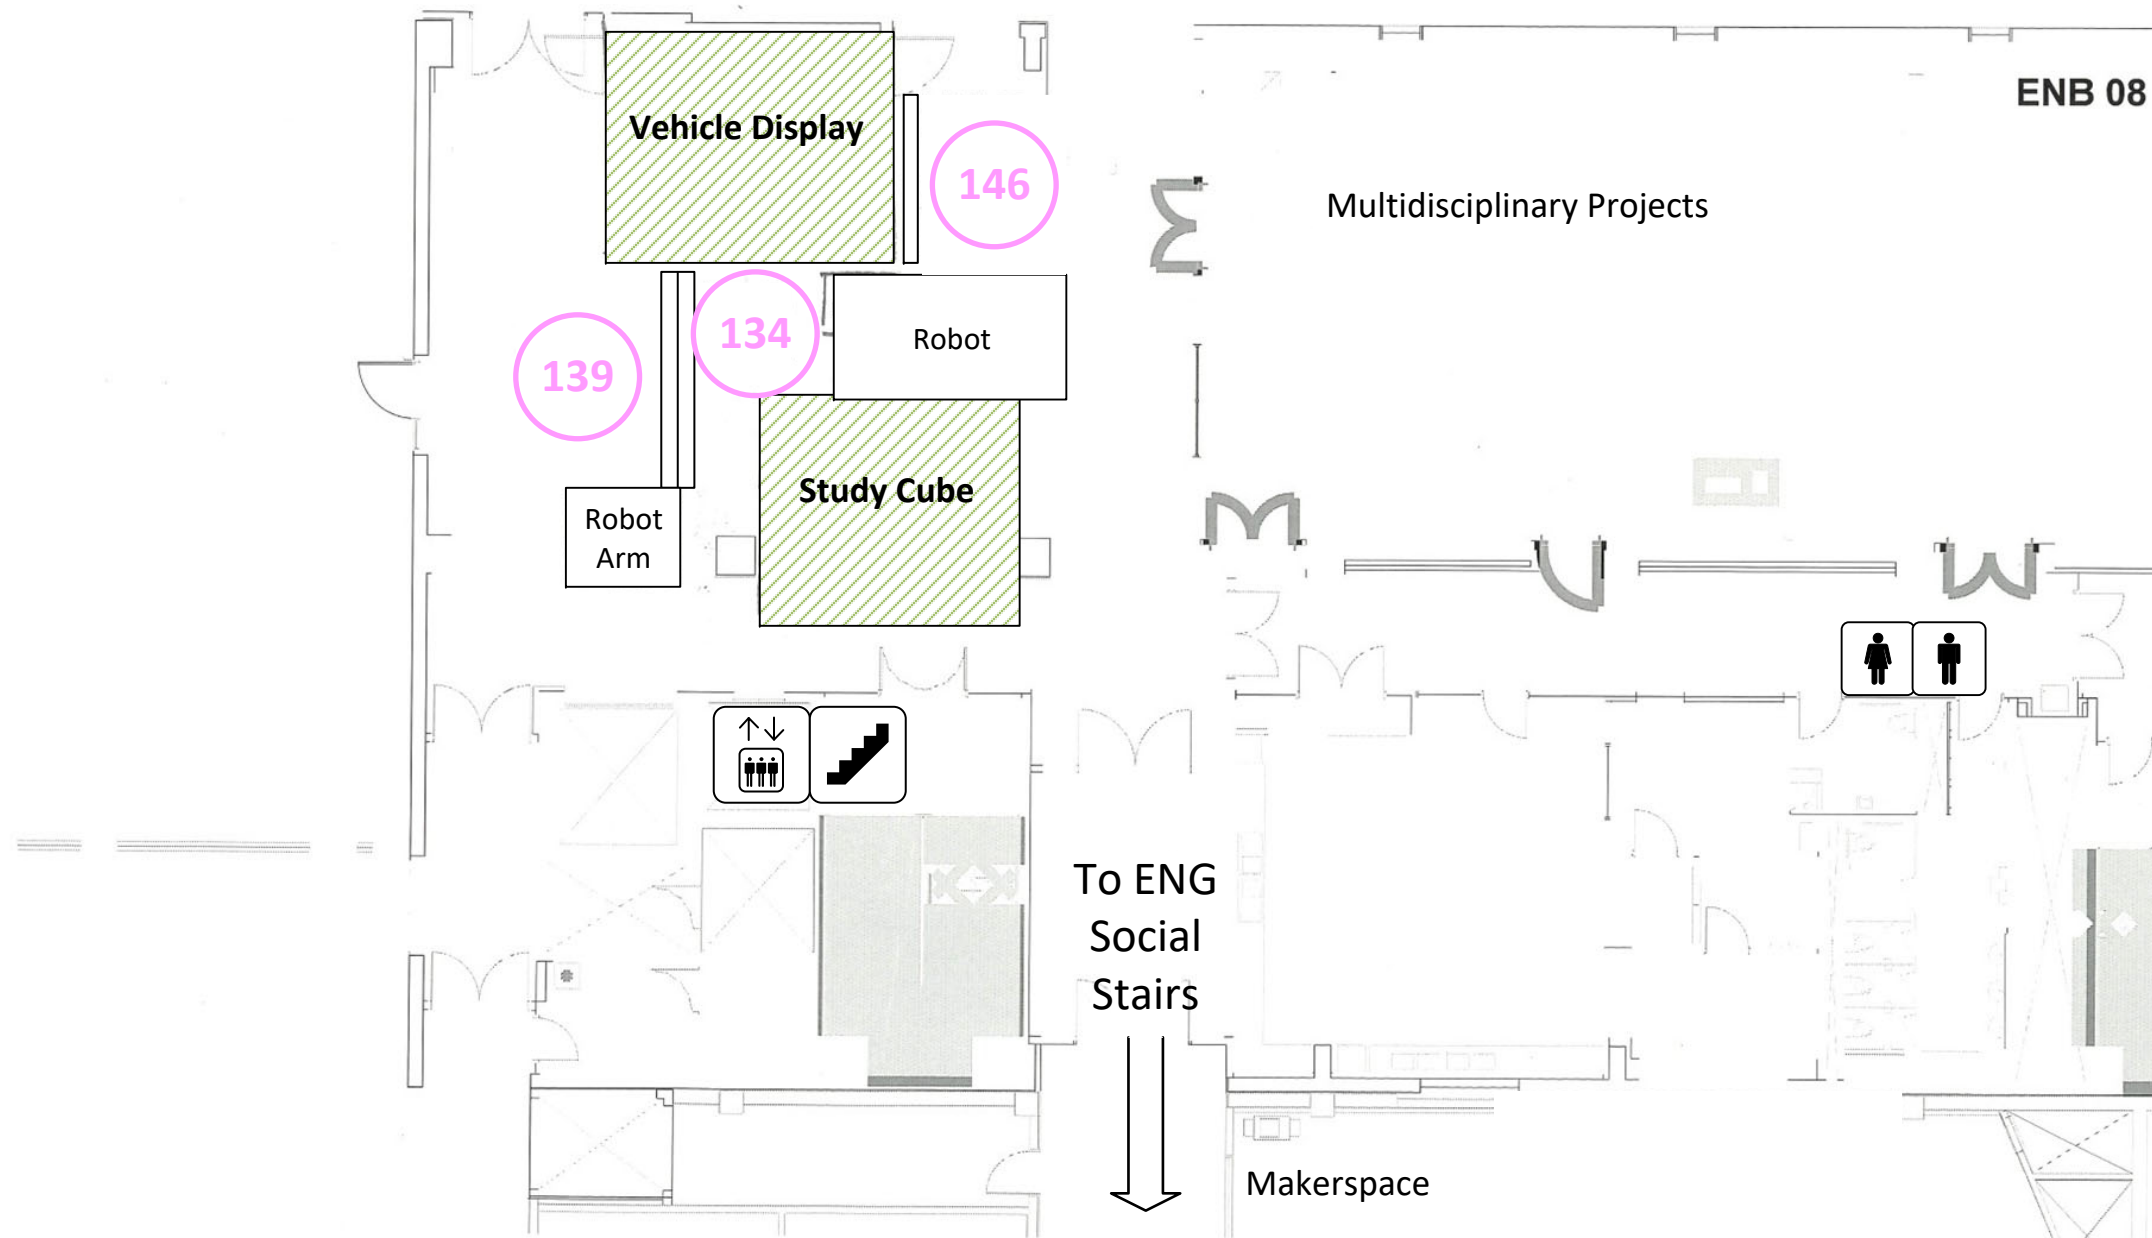 ENB 08
Vehicle Display
146
Multidisciplinary Projects
134
Robot
139
Study Cube
Robot
Arm
To ENG
Social
Stairs
Makerspace